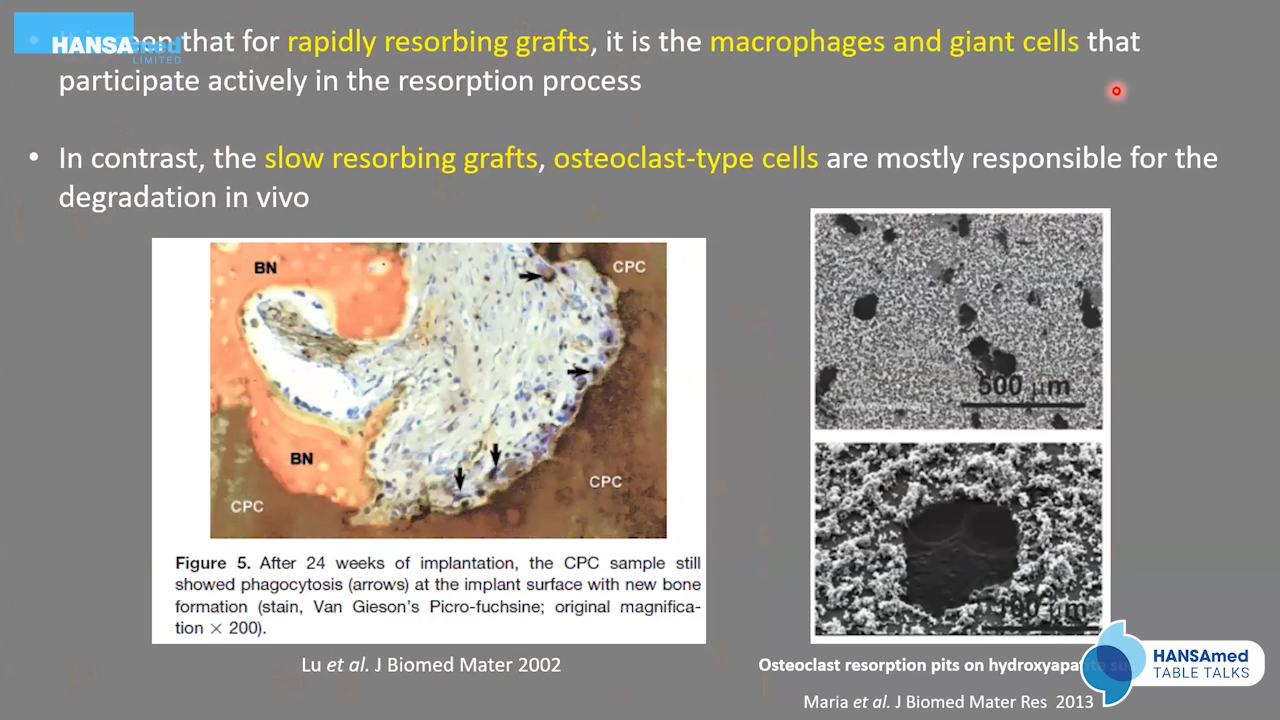 HANSAmed
LIMITED
that for rapidly resorbing grafts, it is the macrophages and giant cells that
participate actively in the resorption process
• In contrast, the slow resorbing grafts, osteoclast-type cells are mostly responsible for the
degradation in vivo
BN
CPC
BN
CPC
CPC
Figure 5. After 24 weeks of implantation, the CPC sample still
showed phagocytosis (arrows) at the implant surface with new bone
formation (stain, Van Gieson's Picro-fuchsine; original magnifica-
tion × 200).
Lu et al. J Biomed Mater 2002
500 μm
100 μm
Osteoclast resorption pits on
Maria et al. J Biomed Mater Res 2013
HANSAmed
TABLE TALKS